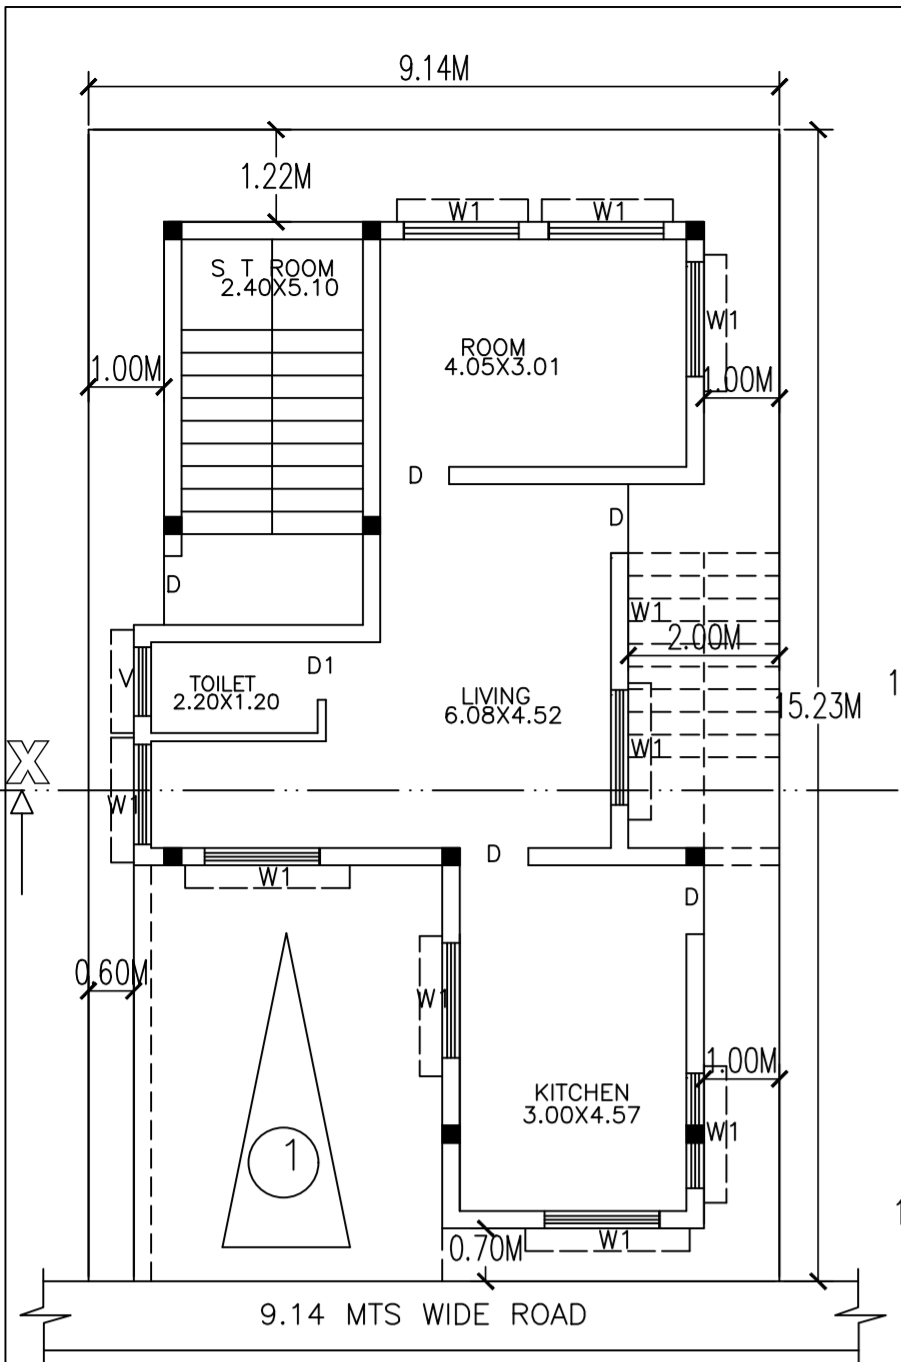 9.14M
1.22M
W1
W1
S T ROOM
2.40X5.10
W1
ROOM
4.05X3.01
1.00M
1.00M
D
D
D
W1
2.00M
D1
TOILET
2.20X1.20
V
LIVING
6.08X4.52
1
15.23M
W1
X
W1
D
W1
D
0.60M
W1
1.00M
KITCHEN
3.00X4.57
W1
1
1
W1
0.70M
9.14 MTS WIDE ROAD